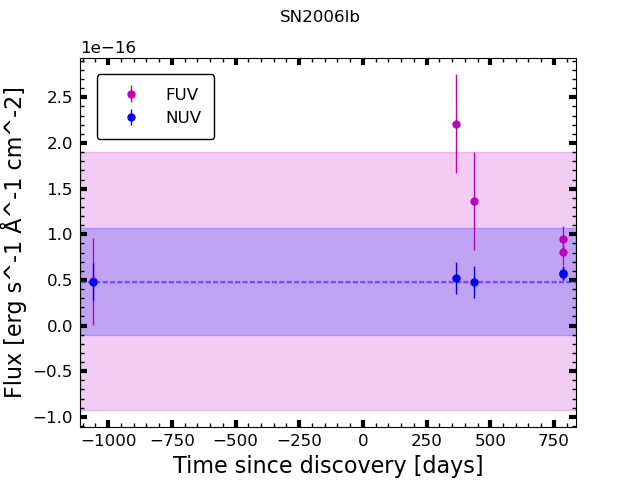 SN2006lb
1e−16
FUV
NUV
2.5
2.0
1.5
1.0
0.5
0.0
−0.5
−1.0
Flux [erg s^-1 Å^-1 cm^-2]
−1000 −750 −500 −250 0 250 500 750
Time since discovery [days]